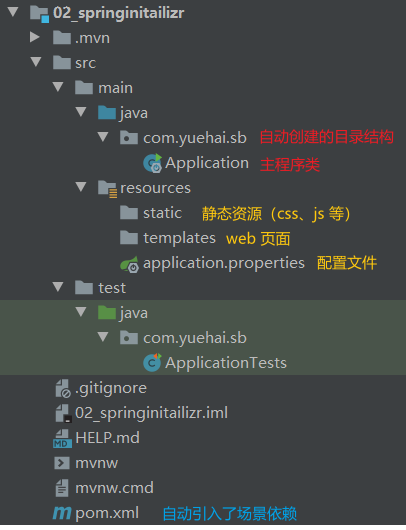 02_springinitailizr
.mvn
src
main
java
com.yuehai.sb 自动创建的目录结构
Application 主程序类
resources
static 静态资源（css、js 等）
templates web 页面
application.properties 配置文件
test
java
com.yuehai.sb
ApplicationTests
.gitignore
02_springinitailizr.iml
HELP.md
mvnw
mvnw.cmd
pom.xml 自动引入了场景依赖